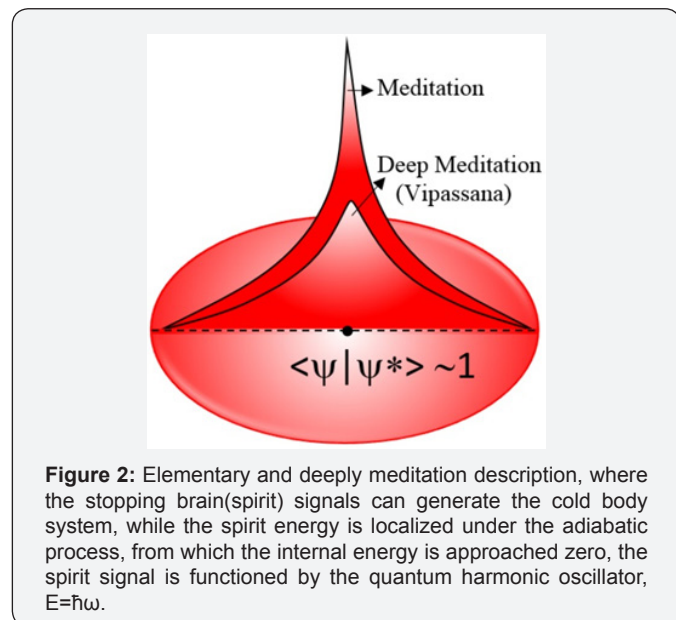 Meditation
Deep Meditation
(Vipassana)
<ψ|ψ*> ~1
Figure 2: Elementary and deeply meditation description, where
the stopping brain(spirit) signals can generate the cold body
system, while the spirit energy is localized under the adiabatic
process, from which the internal energy is approached zero, the
spirit signal is functioned by the quantum harmonic oscillator,
E=ħω.